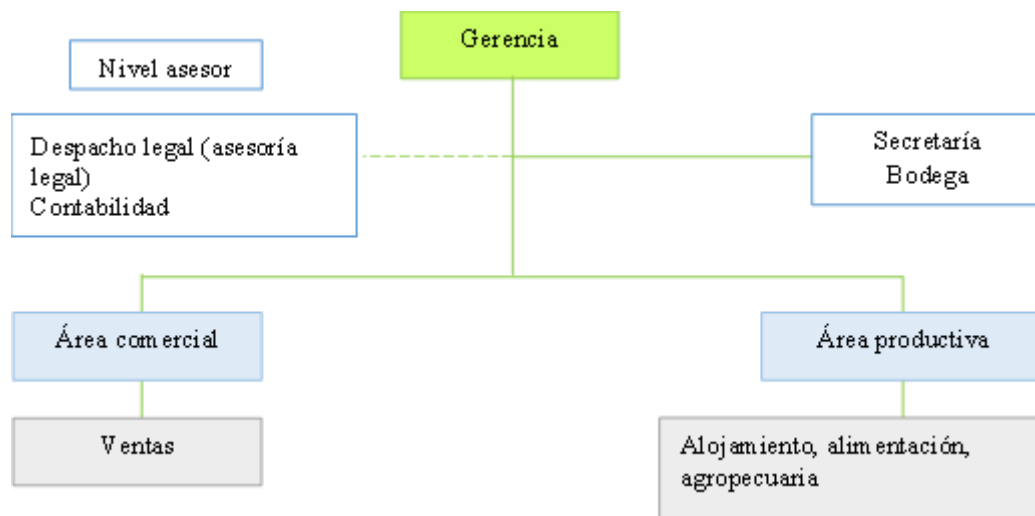 Gerencia
Nivel asesor
Despacho legal (asesoría
legal)
Contabilidad
Secretaría
Bodega
Área comercial
Área productiva
Ventas
Alojamiento, alimentación,
agropecuaria